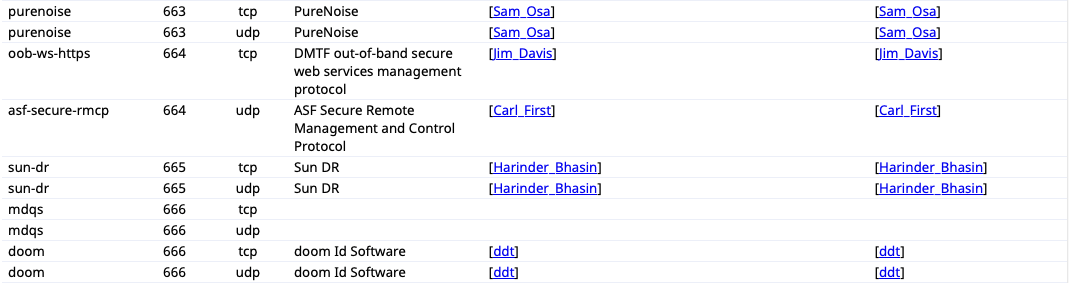 purenoise 663 tcp PureNoise [Sam_Osa] [Sam_Osa]
purenoise 663 udp PureNoise [Sam_Osa] [Sam_Osa]
oob-ws-https 664 tcp DMTF out-of-band secure [Jim_Davis] [Jim_Davis]
web services management
protocol
asf-secure-rmcp 664 udp ASF Secure Remote [Carl_First] [Carl_First]
Management and Control
Protocol
sun-dr 665 tcp Sun DR [Harinder_Bhasin] [Harinder_Bhasin]
sun-dr 665 udp Sun DR [Harinder_Bhasin] [Harinder_Bhasin]
mdqs 666 tcp
mdqs 666 udp
doom 666 tcp doom Id Software [ddt] [ddt]
doom 666 udp doom Id Software [ddt] [ddt]